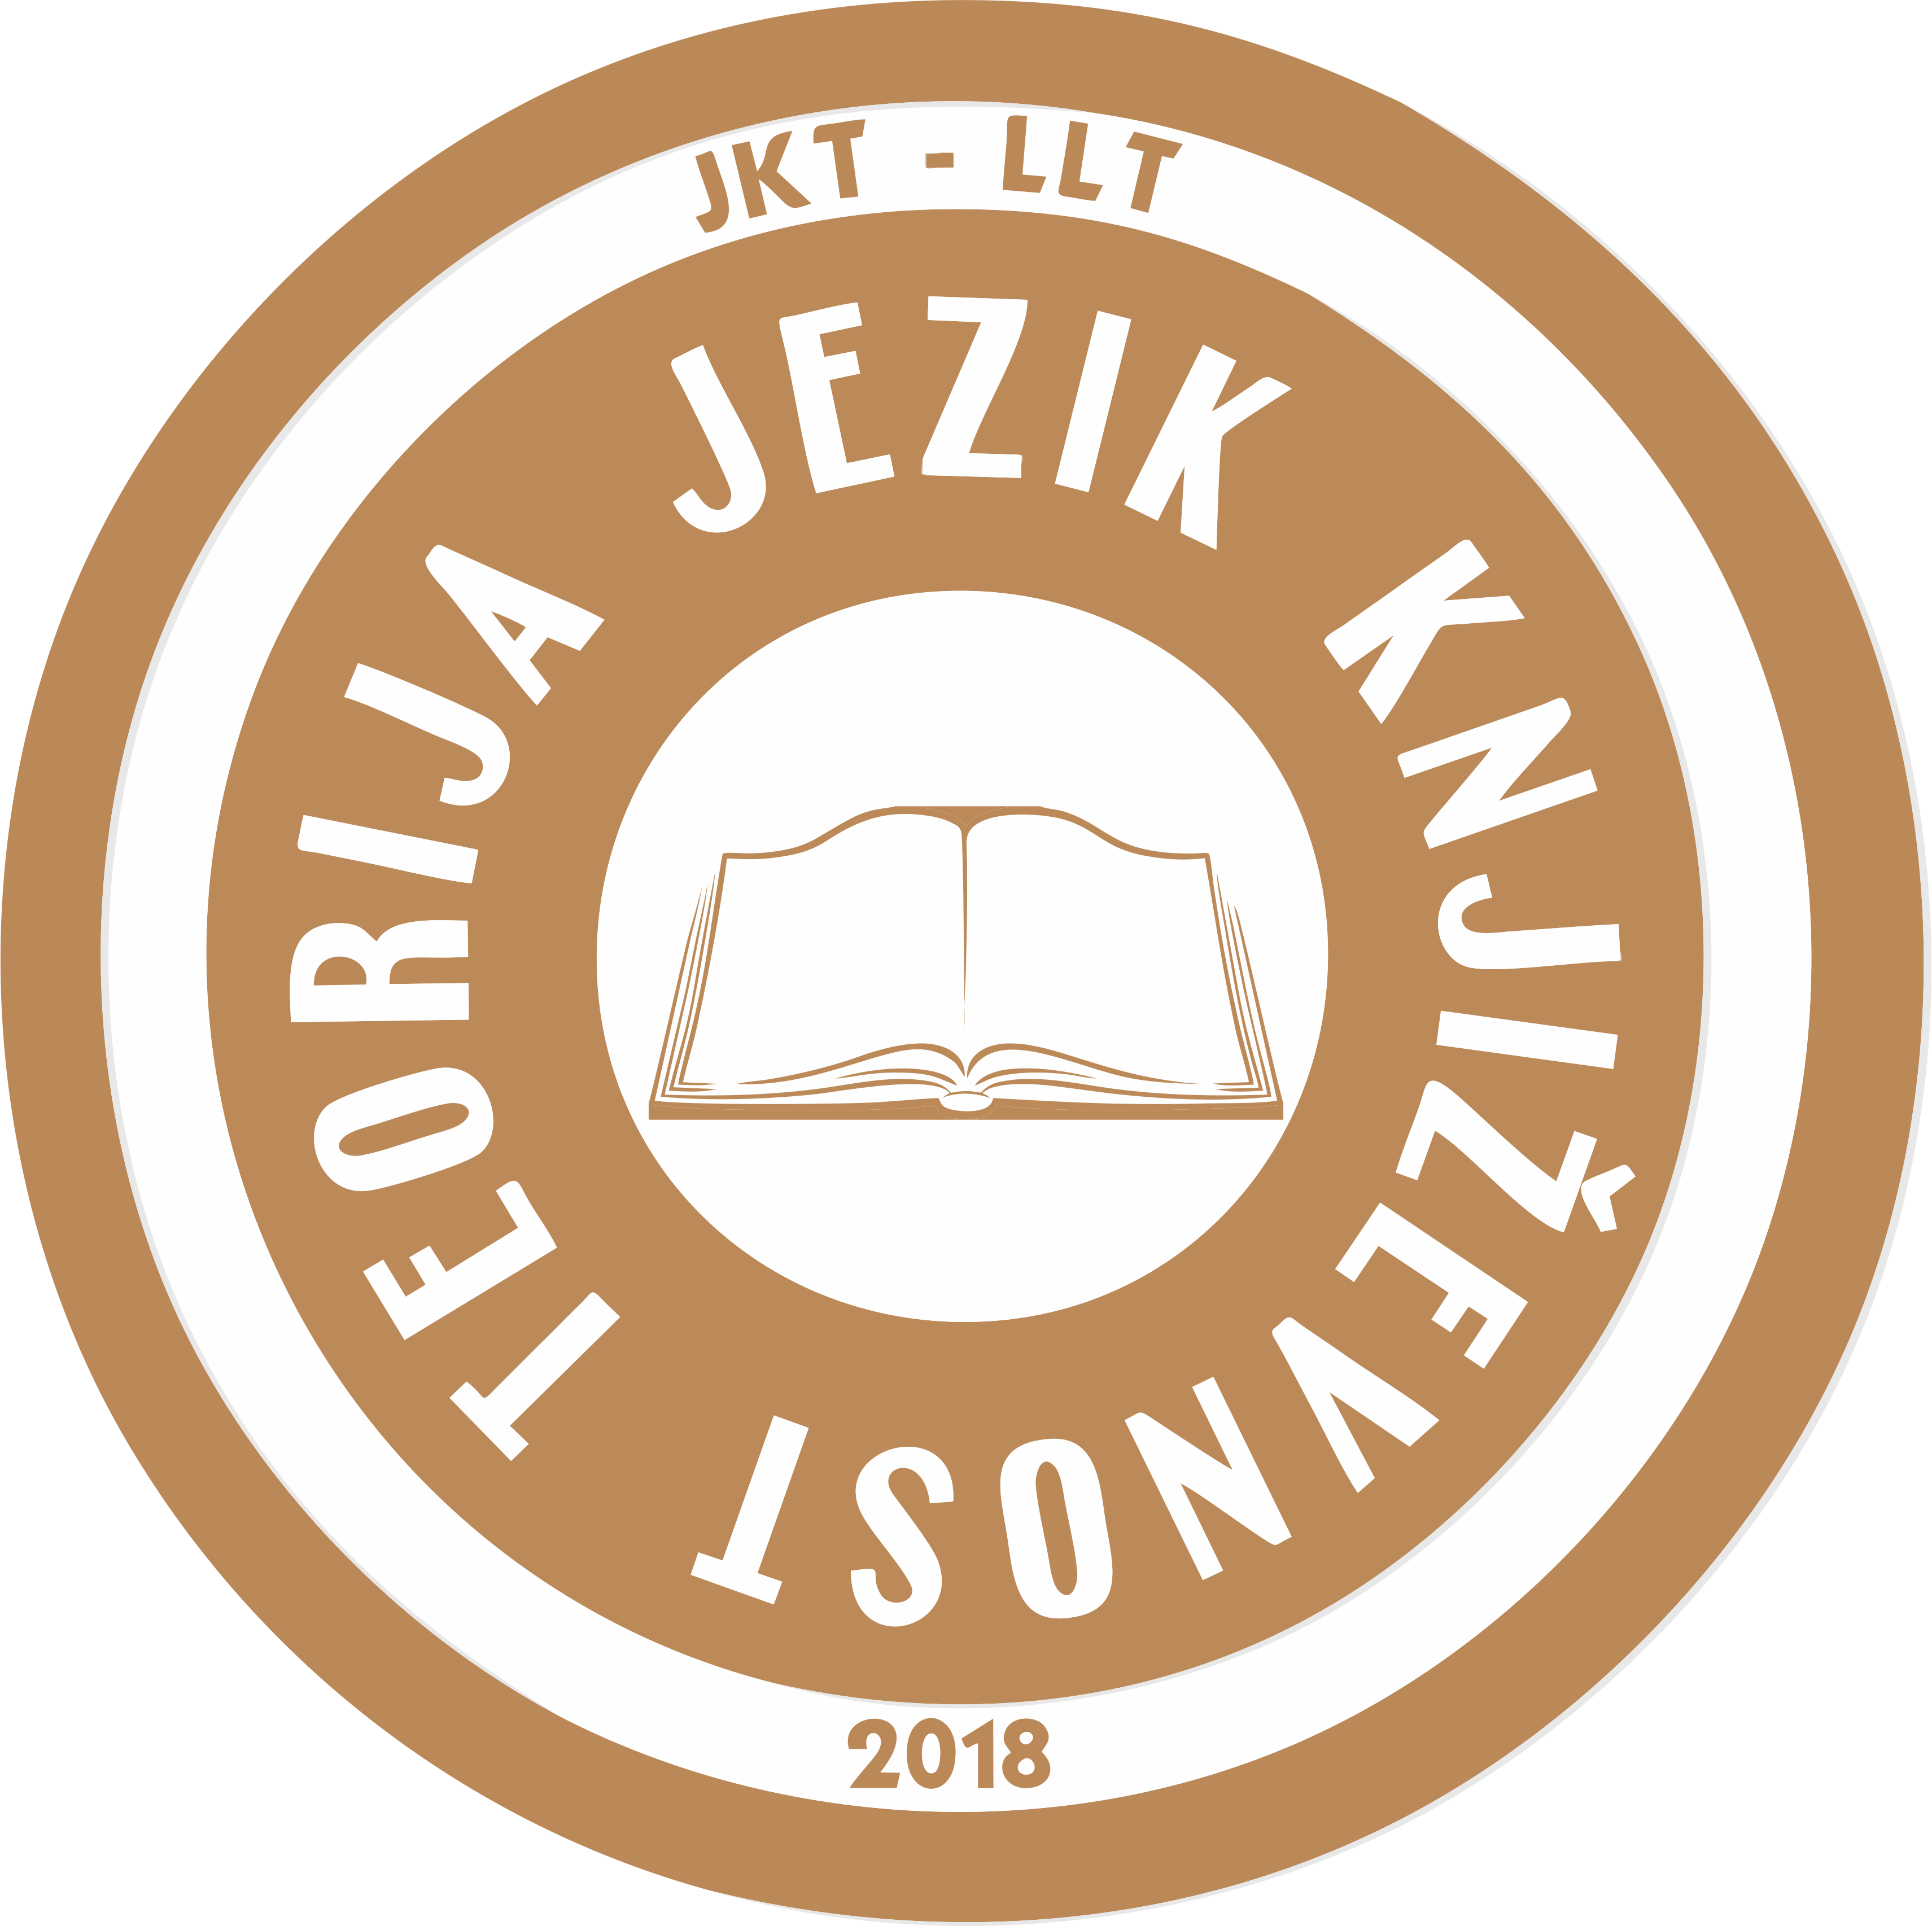 JKT - LLT
JEZIK KNJIŽEVNOST I TEORIJA
2018